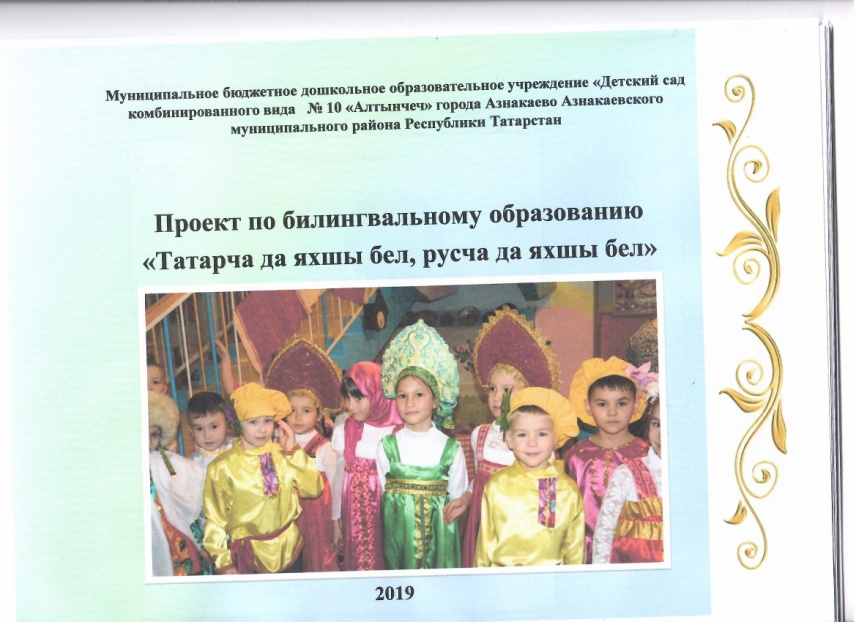 Муниципальное бюджетное дошкольное образовательное учреждение «Детский сад
комбинированного вида № 10 «Алтынчеч» города Азнакаево Азнакаевского
муниципального района Республики Татарстан
Проект по билингвальному образованию
«Татарча да яхшы бел, русча да яхшы бел»
2019